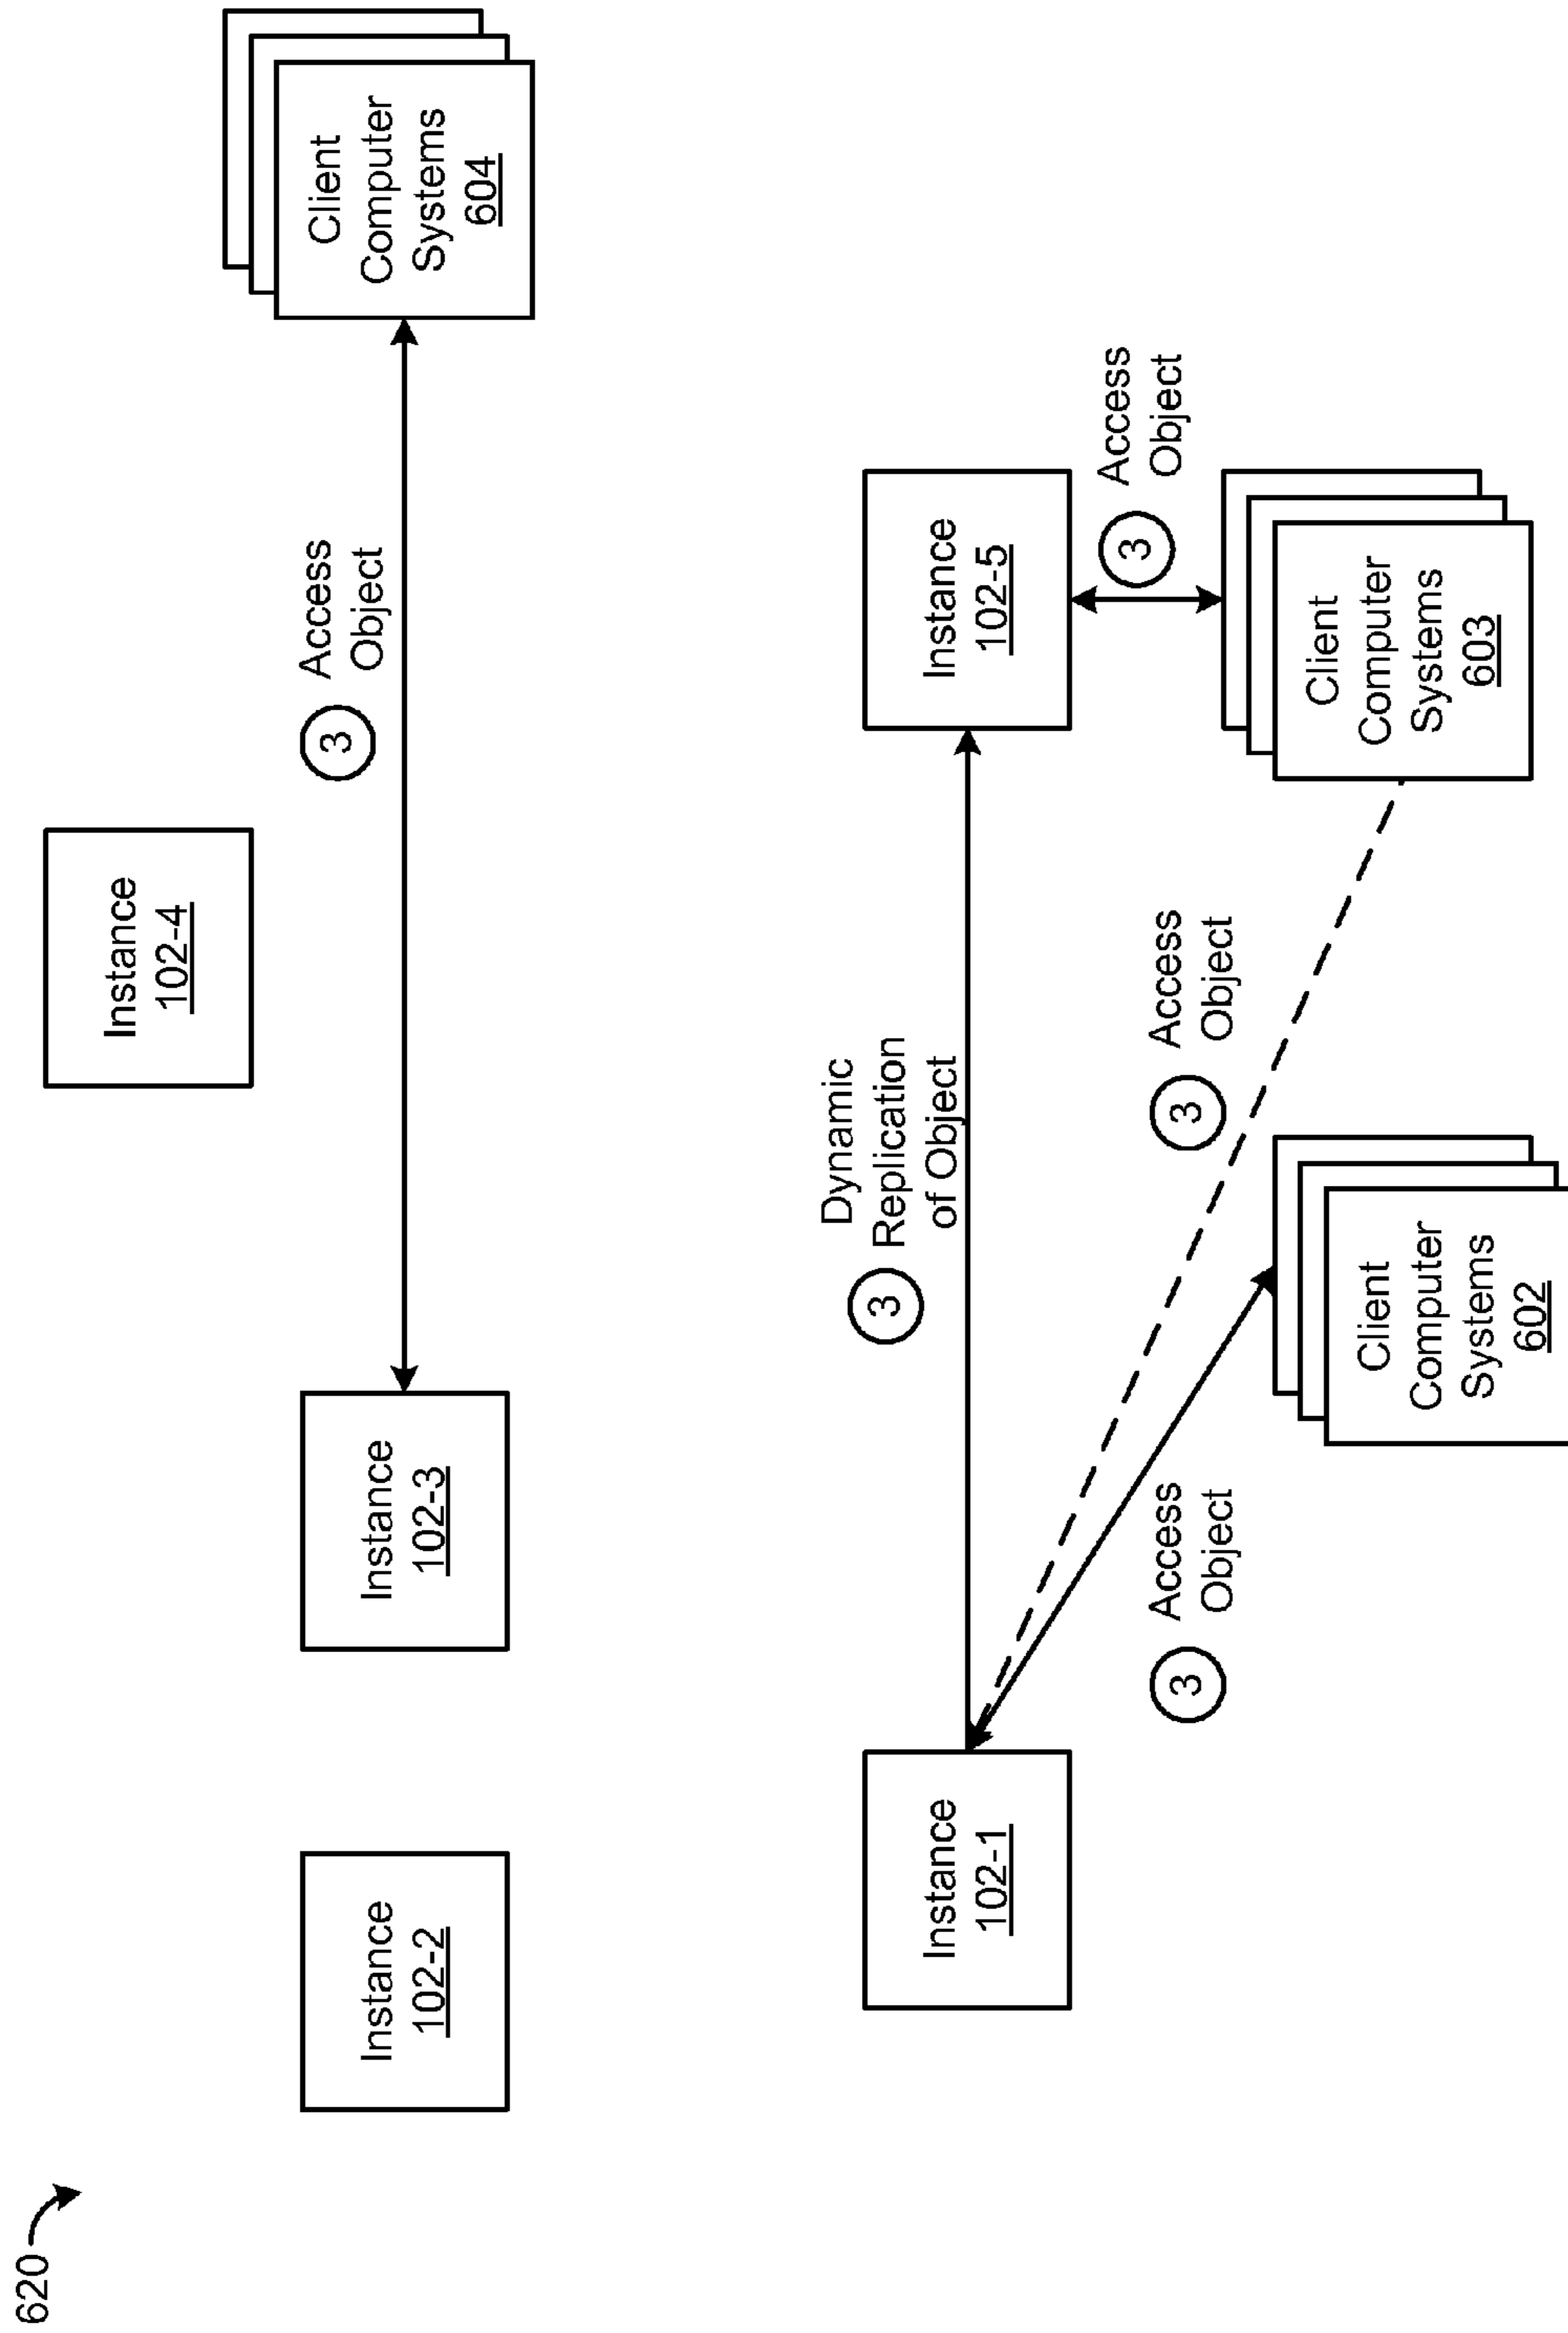 620
Instance
102-4
3
Access
Object
Client
Computer
Systems
604
Instance
102-2
Instance
102-3
3
Dynamic
Replication
of Object
Instance
102-1
Instance
102-5
3
Access
Object
3
Access
Object
3
Access
Object
Client
Computer
Systems
602
Client
Computer
Systems
603